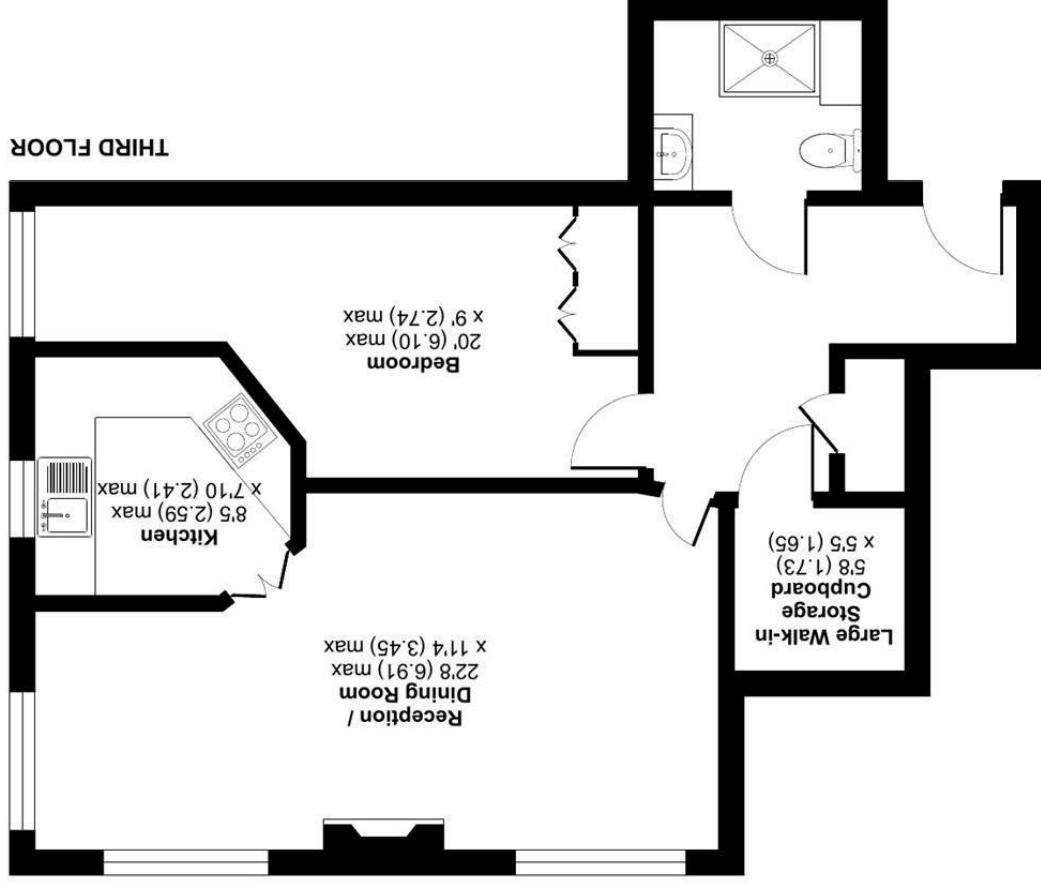 Reception /
Dining Room
22'8 (6.91) max
x 11'4 (3.45) max
Large Walk-in
Storage
Cupboard
5'8 (1.73)
x 5'5 (1.65)
Kitchen
8'5 (2.59) max
x 7'10 (2.41) max
Bedroom
20' (6.10) max
x 9' (2.74) max
THIRD FLOOR